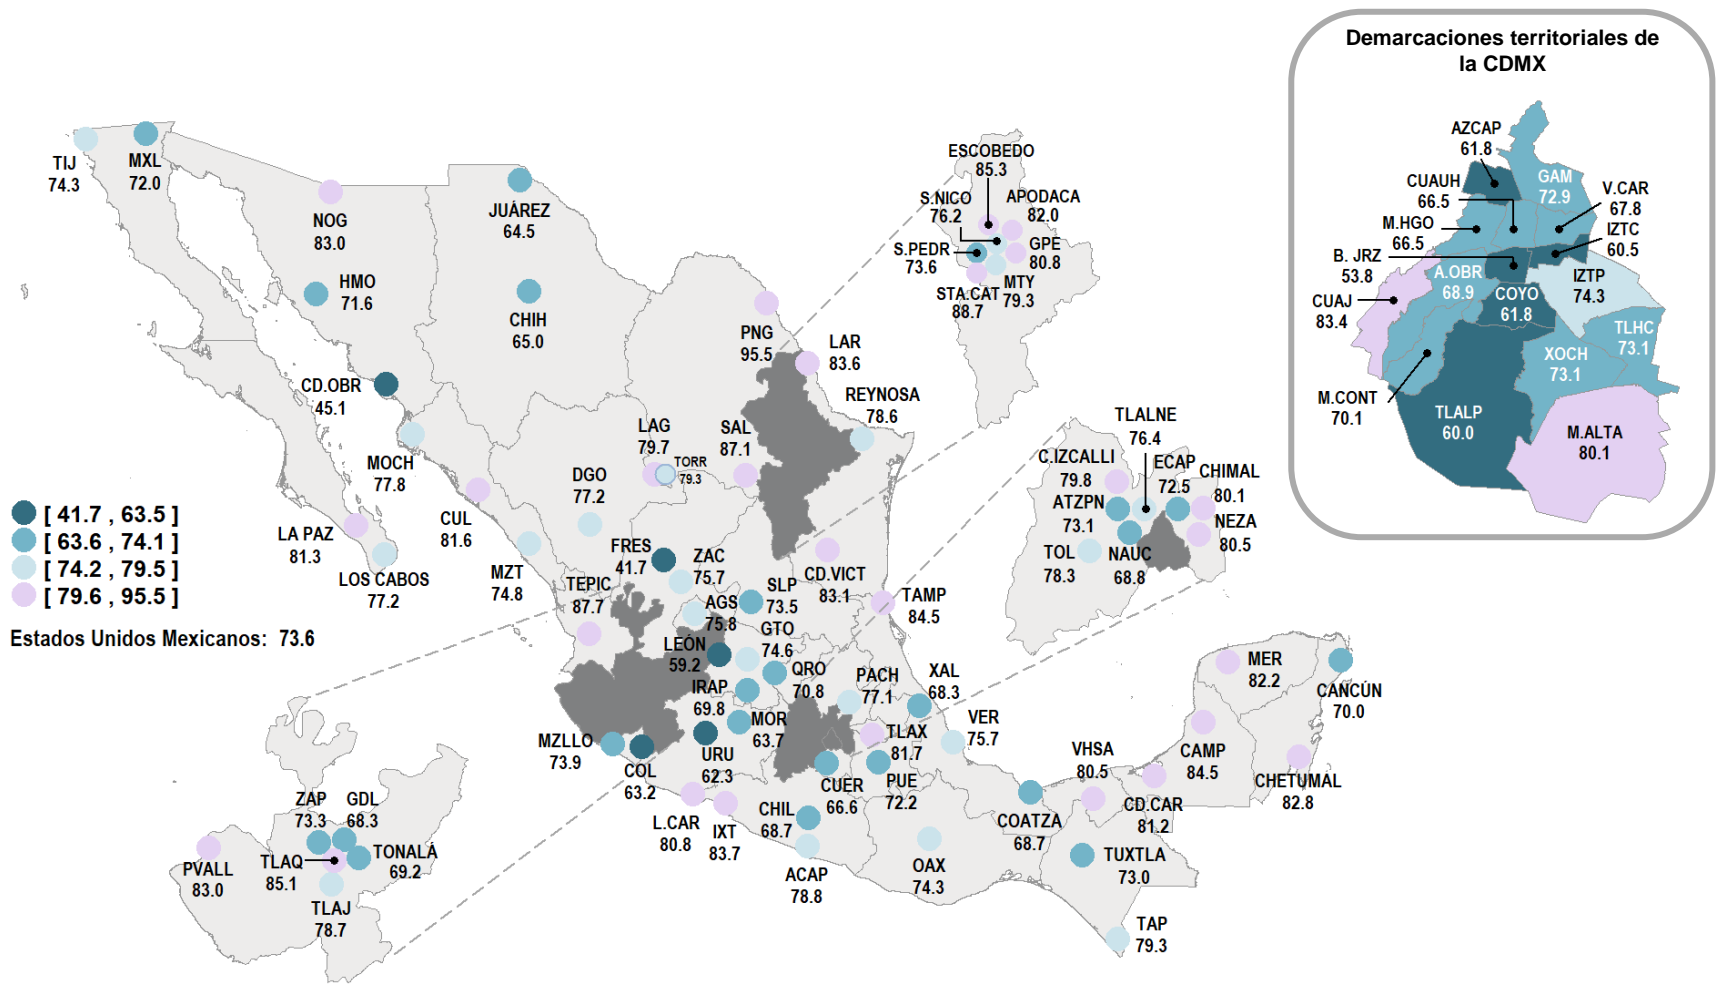 Demarcaciones territoriales de
la CDMX
AZCAP
61.8
GAM
72.9
CUAUH
66.5
V.CAR
67.8
M.HGO
66.5
IZTC
60.5
B. JRZ
53.8
A.OBR
68.9
IZTP
74.3
CUAJ
83.4
COYO
61.8
TLHC
73.1
XOCH
73.1
M.CONT
70.1
TLALP
60.0
M.ALTA
80.1
TIJ
74.3
MXL
72.0
NOG
83.0
JUÁREZ
64.5
HMO
71.6
CHIH
65.0
CD.OBR
45.1
MOCH
77.8
ESCOBEDO
85.3
S.NICO
76.2
APODACA
82.0
S.PEDR
73.6
GPE
80.8
STA.CAT
88.7
MTY
79.3
PNG
95.5
LAR
83.6
REYNOSA
78.6
LAG
79.7
TORR
79.3
SAL
87.1
DGO
77.2
TLALNE
76.4
C.IZCALLI
79.8
ECAP
72.5
CHIMAL
80.1
ATZPN
73.1
NEZA
80.5
TOL
78.3
NAUC
68.8
[ 41.7 , 63.5 ]
[ 63.6 , 74.1 ]
[ 74.2 , 79.5 ]
[ 79.6 , 95.5 ]
Estados Unidos Mexicanos: 73.6
LA PAZ
81.3
LOS CABOS
77.2
CUL
81.6
MZT
74.8
FRES
41.7
ZAC
75.7
TEPIC
87.7
AGS
75.8
SLP
73.5
CD.VICT
83.1
TAMP
84.5
LEÓN
59.2
GTO
74.6
IRAP
69.8
QRO
70.8
PACH
77.1
XAL
68.3
MER
82.2
CANCÚN
70.0
MZLLO
73.9
COL
63.2
URU
62.3
MOR
63.7
TLAX
81.7
VER
75.7
CUER
66.6
PUE
72.2
VHSA
80.5
CAMP
84.5
CHETUMAL
82.8
CD.CAR
81.2
L.CAR
80.8
IXT
83.7
CHIL
68.7
ACAP
78.8
OAX
74.3
COATZA
68.7
TUXTLA
73.0
TAP
79.3
ZAP
73.3
GDL
68.3
PVALL
83.0
TLAQ
85.1
TONALÁ
69.2
TLAJ
78.7